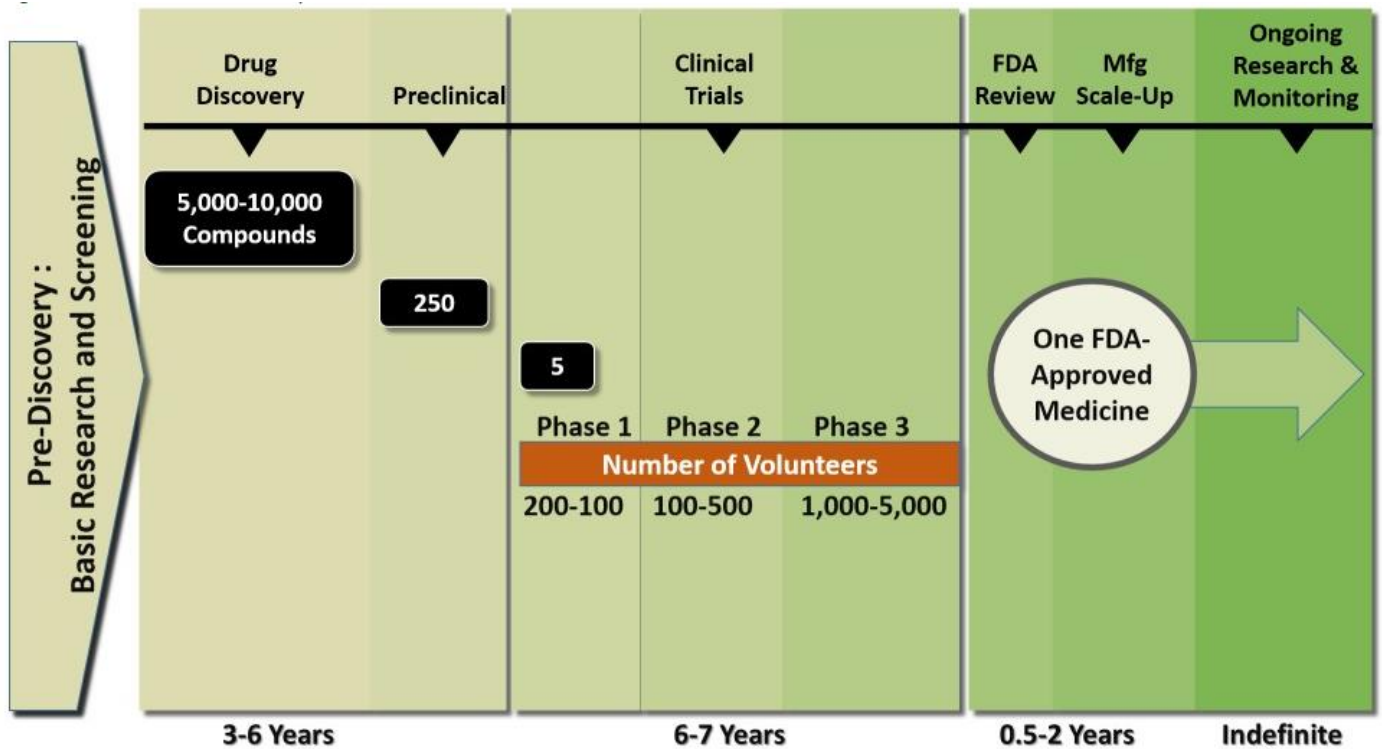 Pre-Discovery :
Basic Research and Screening
Drug
Discovery
Preclinical
Clinical
Trials
FDA
Review
Mfg
Scale-Up
Ongoing
Research &
Monitoring
5,000-10,000
Compounds
250
5
Phase 1 Phase 2 Phase 3
Number of Volunteers
200-100 100-500 1,000-5,000
One FDA-
Approved
Medicine
3-6 Years 6-7 Years 0.5-2 Years Indefinite